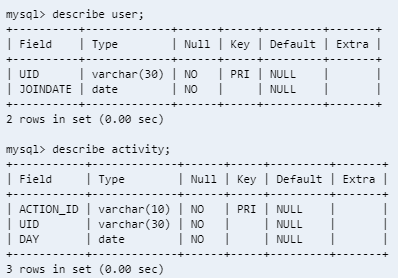 mysql> describe user;
+----------+-------------+------+-----+---------+-------+
| Field    | Type        | Null | Key | Default | Extra |
+----------+-------------+------+-----+---------+-------+
| UID      | varchar(30) | NO   | PRI | NULL    |       |
| JOINDATE | date        | NO   |     | NULL    |       |
+----------+-------------+------+-----+---------+-------+
2 rows in set (0.00 sec)
mysql> describe activity;
+-----------+-------------+------+-----+---------+-------+
| Field     | Type        | Null | Key | Default | Extra |
+-----------+-------------+------+-----+---------+-------+
| ACTION_ID | varchar(10) | NO   | PRI | NULL    |       |
| UID       | varchar(30) | NO   |     | NULL    |       |
| DAY       | date        | NO   |     | NULL    |       |
+-----------+-------------+------+-----+---------+-------+
3 rows in set (0.00 sec)